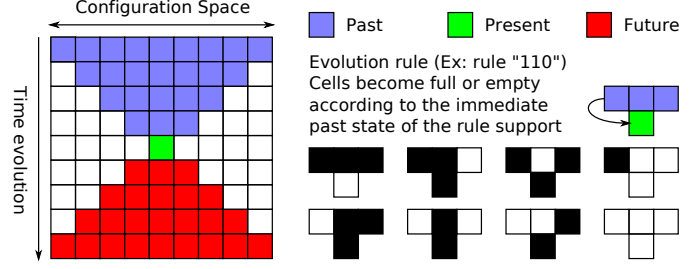 Configuration Space
Time evolution
Past
Present
Future
Evolution rule (Ex: rule "110")
Cells become full or empty
according to the immediate
past state of the rule support